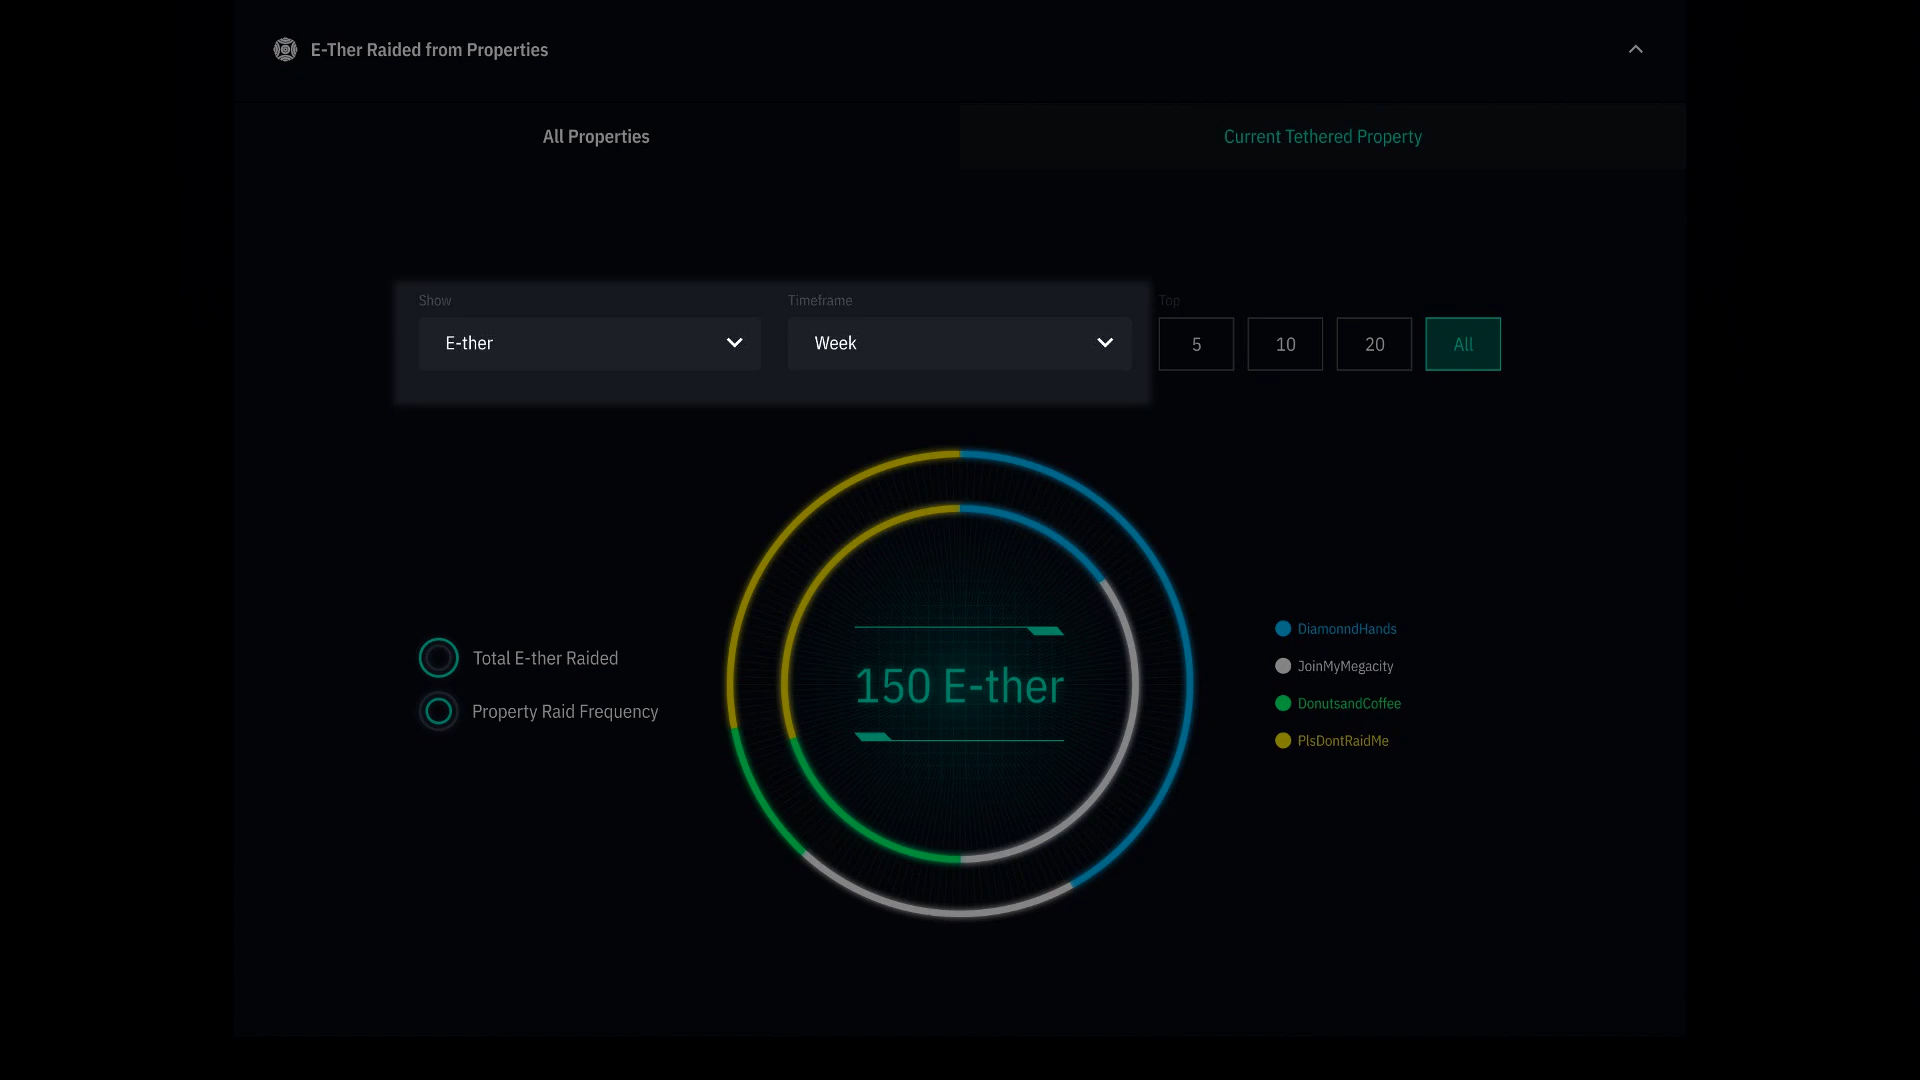 E-Ther Raided from Properties
All Properties
Current Tethered Property
Show
Timeframe
Top
E-ther
Week
5
10
20
All
150 E-ther
Total E-ther Raided
Property Raid Frequency
DiamonndHands
JoinMyMegacity
DonutsandCoffee
PlsDontRaidMe